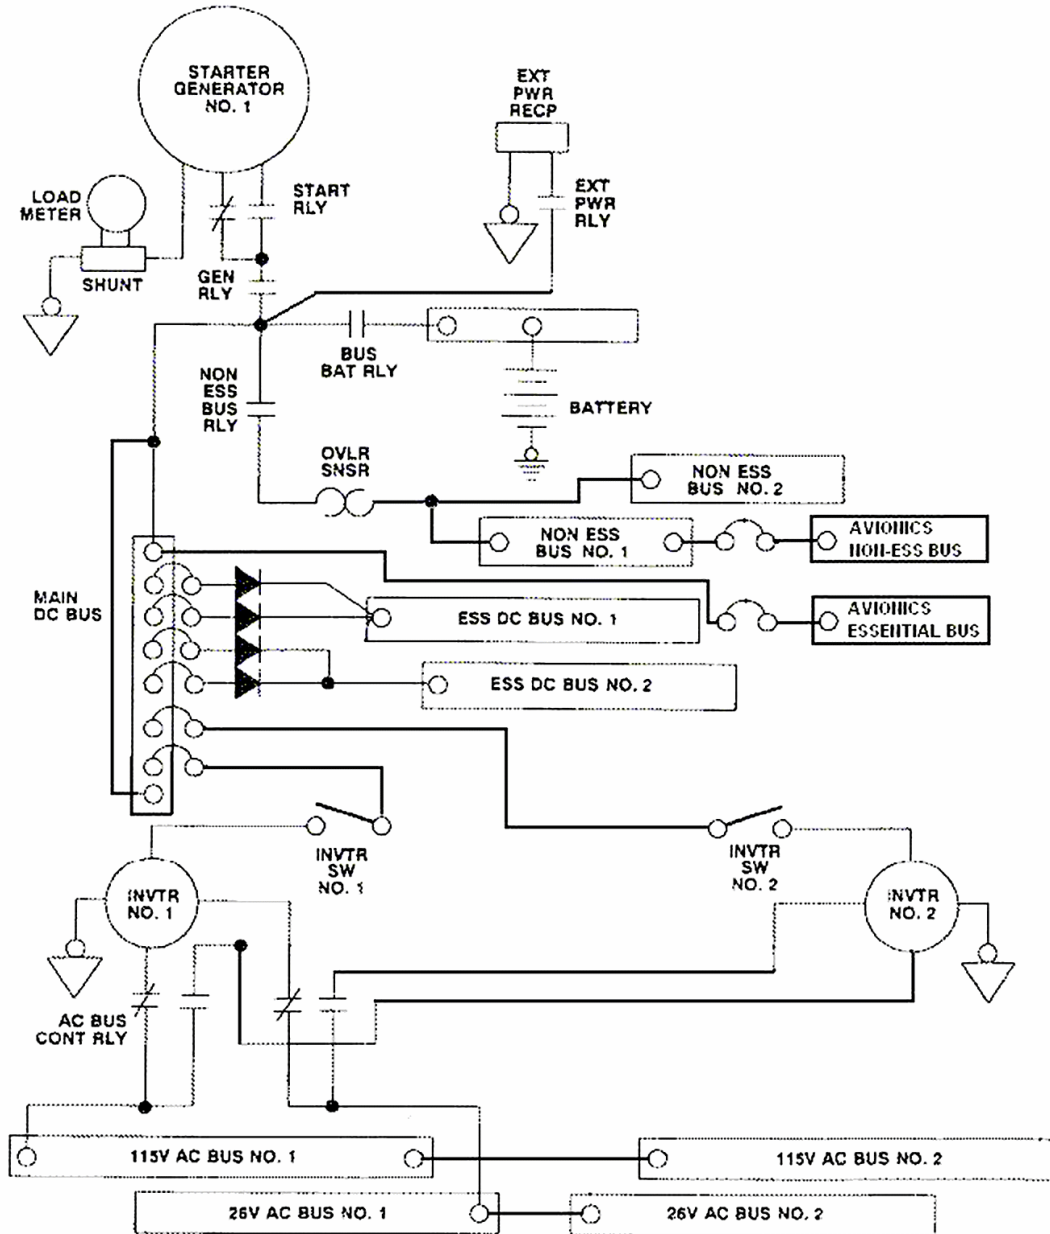 STARTER
GENERATOR
NO. 1
EXT
PWR
RECP
LOAD
METER
START
RLY
EXT
PWR
RLY
SHUNT
GEN
RLY
BUS
BAT RLY
NON
ESS
BUS
RLY
BATTERY
OVLR
SNSR
NON ESS
BUS NO. 2
NON ESS
BUS NO. 1
AVIONICS
NON-ESS BUS
MAIN
DC BUS
ESS DC BUS NO. 1
AVIONICS
ESSENTIAL BUS
ESS DC BUS NO. 2
INVTR
SW
NO. 1
INVTR
SW
NO. 2
INVTR
NO. 1
INVTR
NO. 2
AC BUS
CONT RLY
115V AC BUS NO. 1
115V AC BUS NO. 2
26V AC BUS NO. 1
26V AC BUS NO. 2